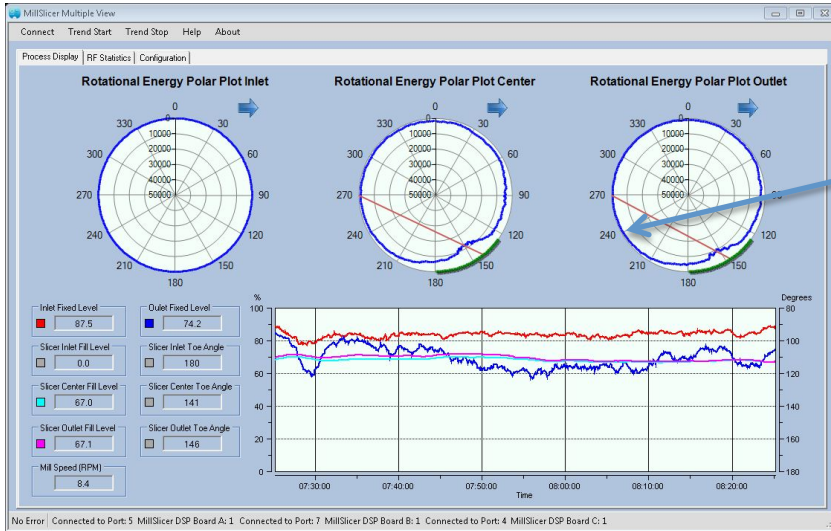 MillSlicer Multiple View
Connect Trend Start Trend Stop Help About
Process Display RF Statistics Configuration
Rotational Energy Polar Plot Inlet
0
330 30
300 60
270 90
240 120
210 150
180
0
10000
20000
30000
40000
50000
Rotational Energy Polar Plot Center
0
330 30
300 60
270 90
240 120
210 150
180
0
10000
20000
30000
40000
50000
Rotational Energy Polar Plot Outlet
0
330 30
300 60
270 90
240 120
210 150
180
0
10000
20000
30000
40000
50000
Inlet Fixed Level
87.5
Oulet Fixed Level
74.2
Slicer Inlet Fill Level
0.0
Slicer Inlet Toe Angle
180
Slicer Center Fill Level
67.0
Slicer Center Toe Angle
141
Slicer Outlet Fill Level
67.1
Slicer Outlet Toe Angle
146
Mill Speed (RPM)
8.4
% Degrees
100 80
80 100
60 120
40 140
20 160
0 180
07:30:00 07:40:00 07:50:00 08:00:00 08:10:00 08:20:00
Time
No Error Connected to Port: 5 MillSlicer DSP Board A: 1 Connected to Port: 7 MillSlicer DSP Board B: 1 Connected to Port: 4 MillSlicer DSP Board C: 1